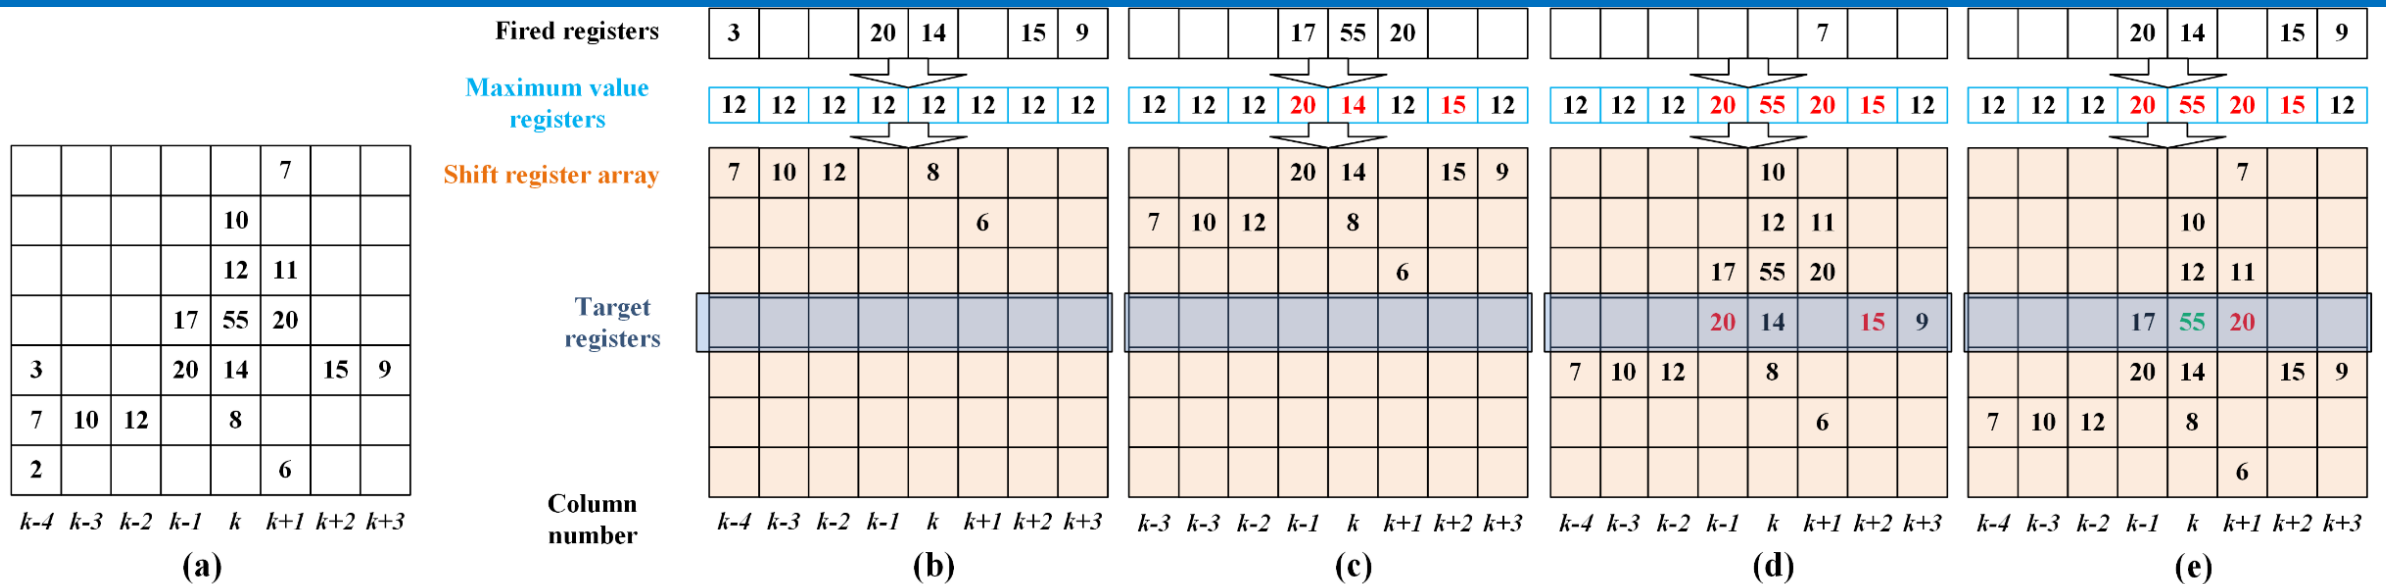 Fired registers 3 20 14 15 9 17 55 20 7 20 14 15 9
Maximum value
registers
12 12 12 12 12 12 12 12 12 12 12 20 14 12 15 12 12 12 12 20 55 20 15 12 12 12 12 20 55 20 15 12
7 Shift register array 7 10 12 8 20 14 15 9 10 7
10 6 7 10 12 8 12 11 10
12 11 6 17 55 20 12 11
17 55 20 Target
registers 20 14 15 9 17 55 20
3 20 14 15 9 7 10 12 8 20 14 15 9
7 10 12 8 6 7 10 12 8
2 6 6
Column
number
k-4 k-3 k-2 k-1 k k+1 k+2 k+3 k-4 k-3 k-2 k-1 k k+1 k+2 k+3 k-3 k-3 k-2 k-1 k k+1 k+2 k+3 k-4 k-3 k-2 k-1 k k+1 k+2 k+3 k-4 k-3 k-2 k-1 k k+1 k+2 k+3
(a) (b) (c) (d) (e)